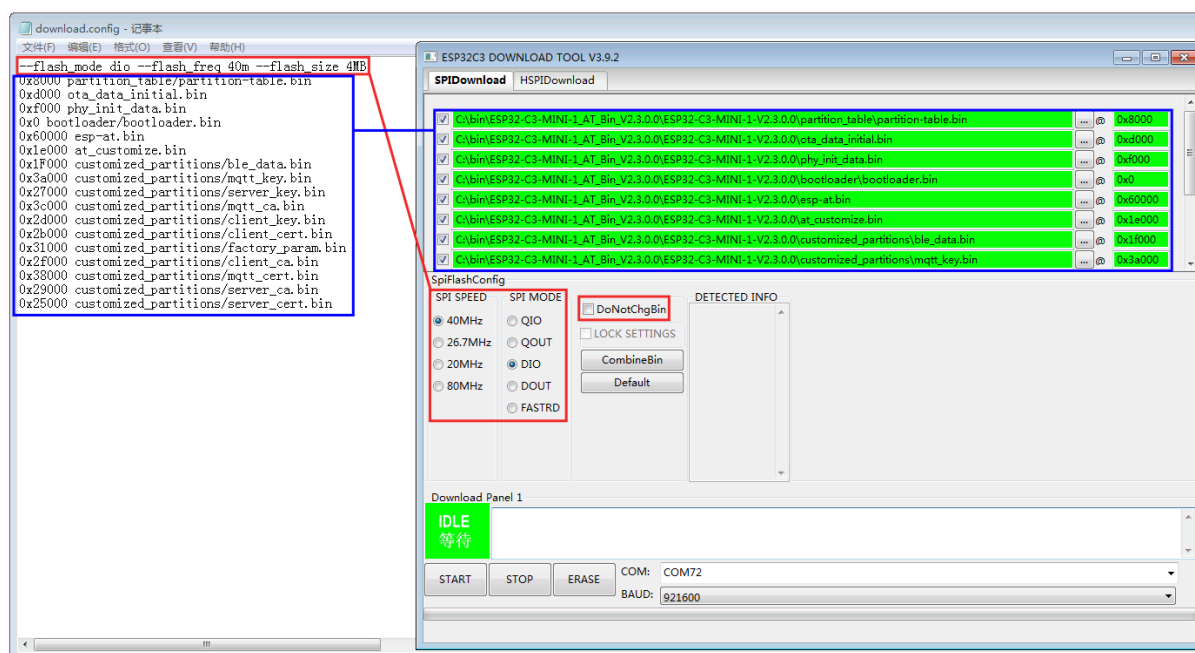 download.config - 记事本
文件(F) 编辑(E) 格式(O) 查看(V) 帮助(H)
--flash_mode dio --flash_freq 40m --flash_size 4MB
0x8000 partition_table/partition-table.bin
0xd000 ota_data_initial.bin
0xf000 phy_init_data.bin
0x0 bootloader/bootloader.bin
0x60000 esp-at.bin
0x1e000 at_customize.bin
0x1F000 customized_partitions/ble_data.bin
0x3a000 customized_partitions/mqtt_key.bin
0x27000 customized_partitions/server_key.bin
0x3c000 customized_partitions/mqtt_ca.bin
0x2d000 customized_partitions/client_key.bin
0x2b000 customized_partitions/client_cert.bin
0x31000 customized_partitions/factory_param.bin
0x2f000 customized_partitions/client_ca.bin
0x38000 customized_partitions/mqtt_cert.bin
0x29000 customized_partitions/server_ca.bin
0x25000 customized_partitions/server_cert.bin
ESP32C3 DOWNLOAD TOOL V3.9.2
SPIDownload HSPIDownload
C:\bin\ESP32-C3-MINI-1_AT_Bin_V2.3.0.0\ESP32-C3-MINI-1-V2.3.0.0\partition_table\partition-table.bin ... @ 0x8000
C:\bin\ESP32-C3-MINI-1_AT_Bin_V2.3.0.0\ESP32-C3-MINI-1-V2.3.0.0\ota_data_initial.bin ... @ 0xd000
C:\bin\ESP32-C3-MINI-1_AT_Bin_V2.3.0.0\ESP32-C3-MINI-1-V2.3.0.0\phy_init_data.bin ... @ 0xf000
C:\bin\ESP32-C3-MINI-1_AT_Bin_V2.3.0.0\ESP32-C3-MINI-1-V2.3.0.0\bootloader\bootloader.bin ... @ 0x0
C:\bin\ESP32-C3-MINI-1_AT_Bin_V2.3.0.0\ESP32-C3-MINI-1-V2.3.0.0\esp-at.bin ... @ 0x60000
C:\bin\ESP32-C3-MINI-1_AT_Bin_V2.3.0.0\ESP32-C3-MINI-1-V2.3.0.0\at_customize.bin ... @ 0x1e000
C:\bin\ESP32-C3-MINI-1_AT_Bin_V2.3.0.0\ESP32-C3-MINI-1-V2.3.0.0\customized_partitions\ble_data.bin ... @ 0x1f000
C:\bin\ESP32-C3-MINI-1_AT_Bin_V2.3.0.0\ESP32-C3-MINI-1-V2.3.0.0\customized_partitions\mqtt_key.bin ... @ 0x3a000
SpiFlashConfig
SPI SPEED SPI MODE DETECTED INFO
40MHz QIO DoNotChgBin
26.7MHz QOUT LOCK SETTINGS
20MHz DIO CombineBin
80MHz DOUT Default
FASTRD
Download Panel 1
IDLE
等待
START STOP ERASE
COM: COM72
BAUD: 921600